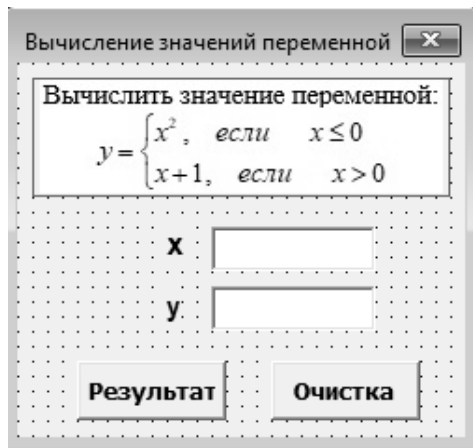 Вычисление значений переменной
Вычислить значение переменной:
y = { x², если x ≤ 0
x + 1, если x > 0
x
y
Результат
Очистка